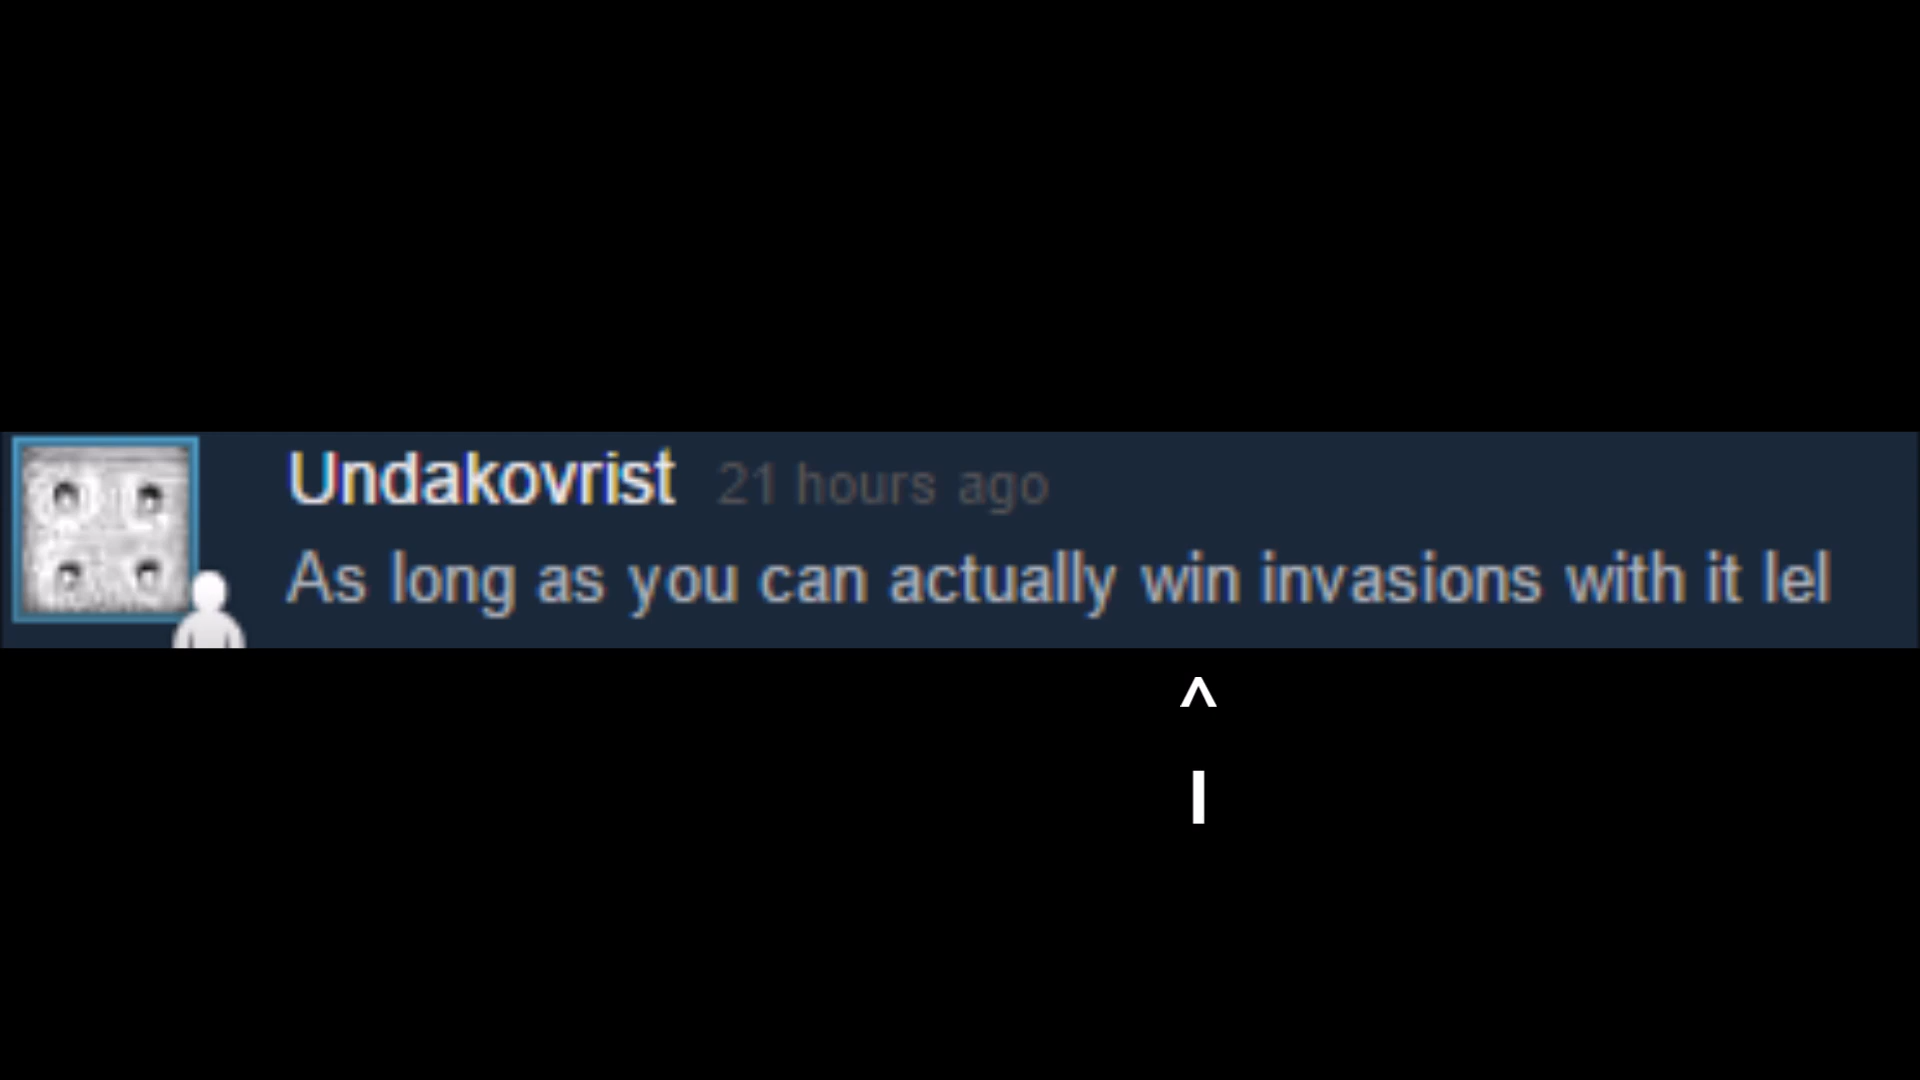 Undakovrist 21 hours ago
As long as you can actually win invasions with it lel
^
|